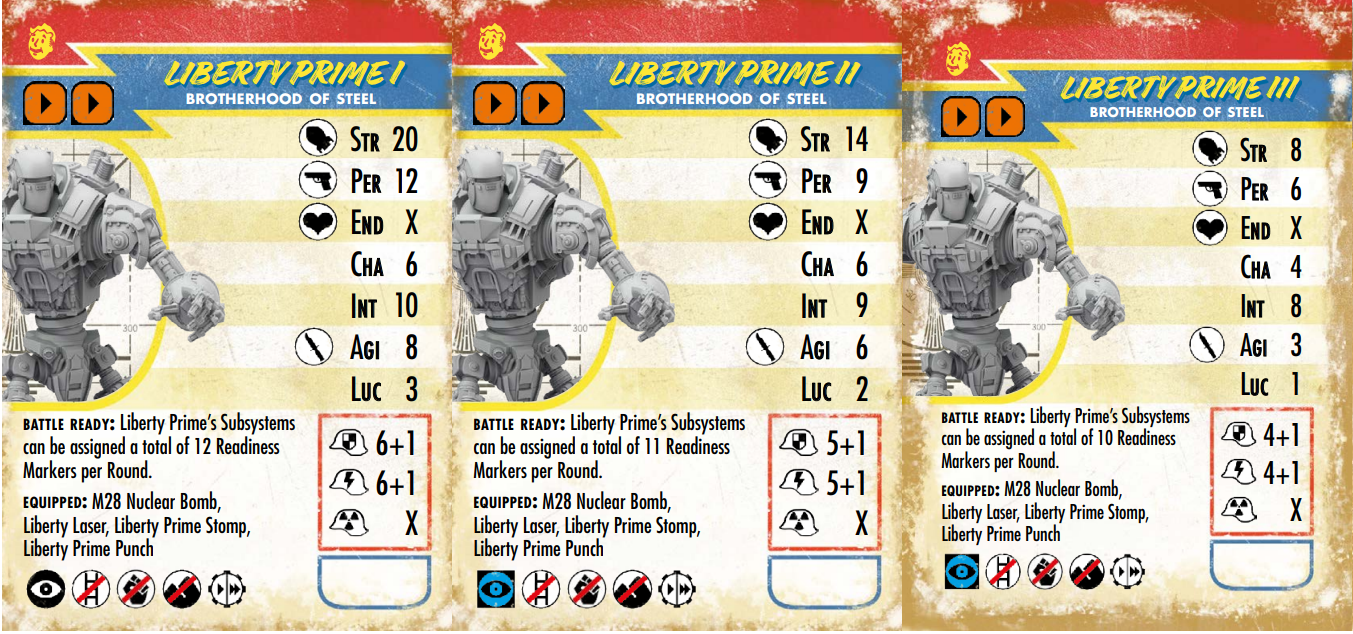 LIBERTY PRIME I
BROTHERHOOD OF STEEL
STR 20
PER 12
END X
CHA 6
INT 10
AGI 8
LUC 3
300
BATTLE READY: Liberty Prime's Subsystems
can be assigned a total of 12 Readiness
Markers per Round.
EQUIPPED: M28 Nuclear Bomb,
Liberty Laser, Liberty Prime Stomp,
Liberty Prime Punch
6+1
6+1
X
LIBERTY PRIME II
BROTHERHOOD OF STEEL
STR 14
PER 9
END X
CHA 6
INT 9
AGI 6
LUC 2
300
BATTLE READY: Liberty Prime's Subsystems
can be assigned a total of 11 Readiness
Markers per Round.
EQUIPPED: M28 Nuclear Bomb,
Liberty Laser, Liberty Prime Stomp,
Liberty Prime Punch
5+1
5+1
X
LIBERTY PRIME III
BROTHERHOOD OF STEEL
STR 8
PER 6
END X
CHA 4
INT 8
AGI 3
LUC 1
300
BATTLE READY: Liberty Prime's Subsystems
can be assigned a total of 10 Readiness
Markers per Round.
EQUIPPED: M28 Nuclear Bomb,
Liberty Laser, Liberty Prime Stomp,
Liberty Prime Punch
4+1
4+1
X